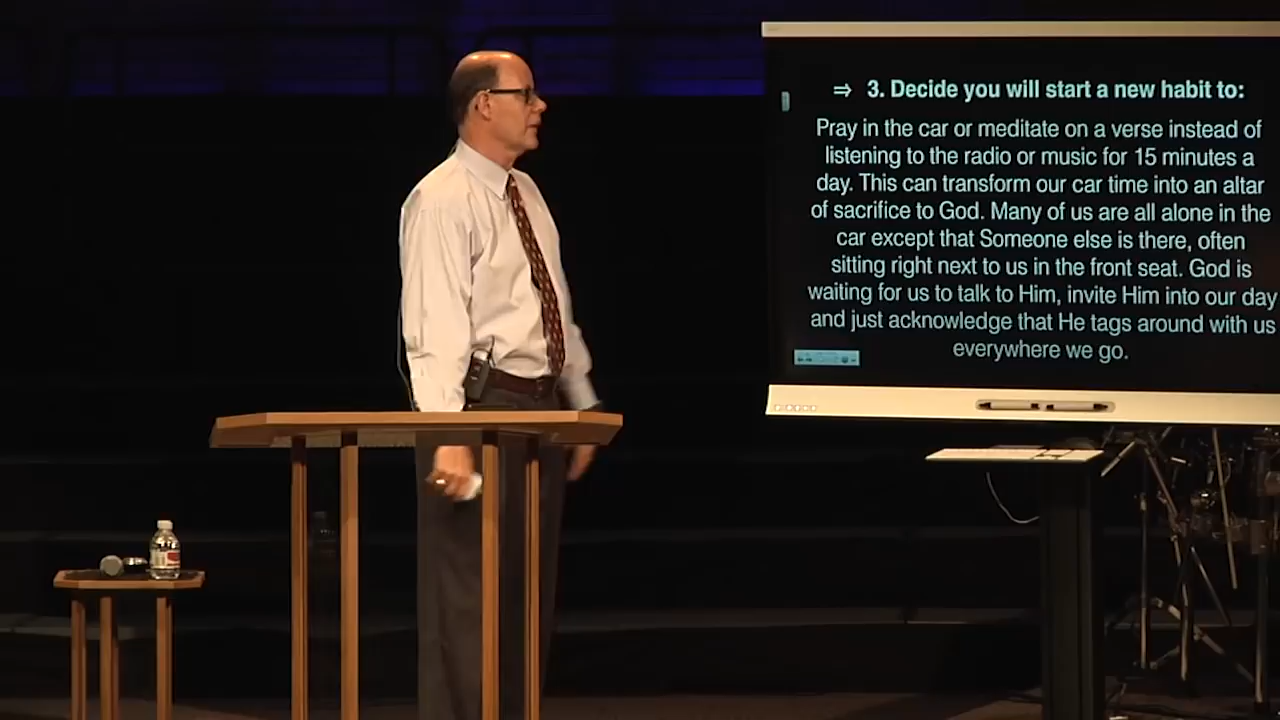 ⇒ 3. Decide you will start a new habit to:
Pray in the car or meditate on a verse instead of
listening to the radio or music for 15 minutes a
day. This can transform our car time into an altar
of sacrifice to God. Many of us are all alone in the
car except that Someone else is there, often
sitting right next to us in the front seat. God is
waiting for us to talk to Him, invite Him into our day
and just acknowledge that He tags around with us
everywhere we go.